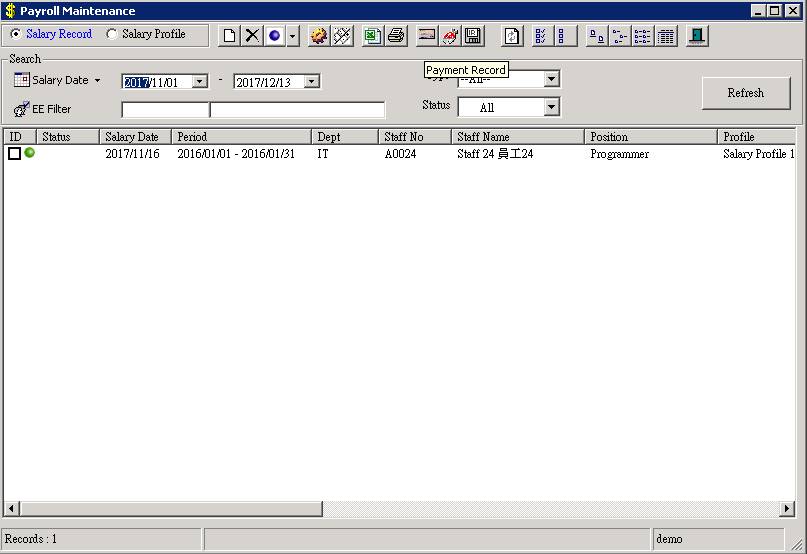 Payroll Maintenance
Salary Record Salary Profile
Search
Salary Date 2017/11/01 - 2017/12/13
Payment Record
--All--
EE Filter
Status All
Refresh
ID Status Salary Date Period Dept Staff No Staff Name Position Profile
2017/11/16 2016/01/01 - 2016/01/31 IT A0024 Staff 24 員工24 Programmer Salary Profile 1
Records : 1
demo